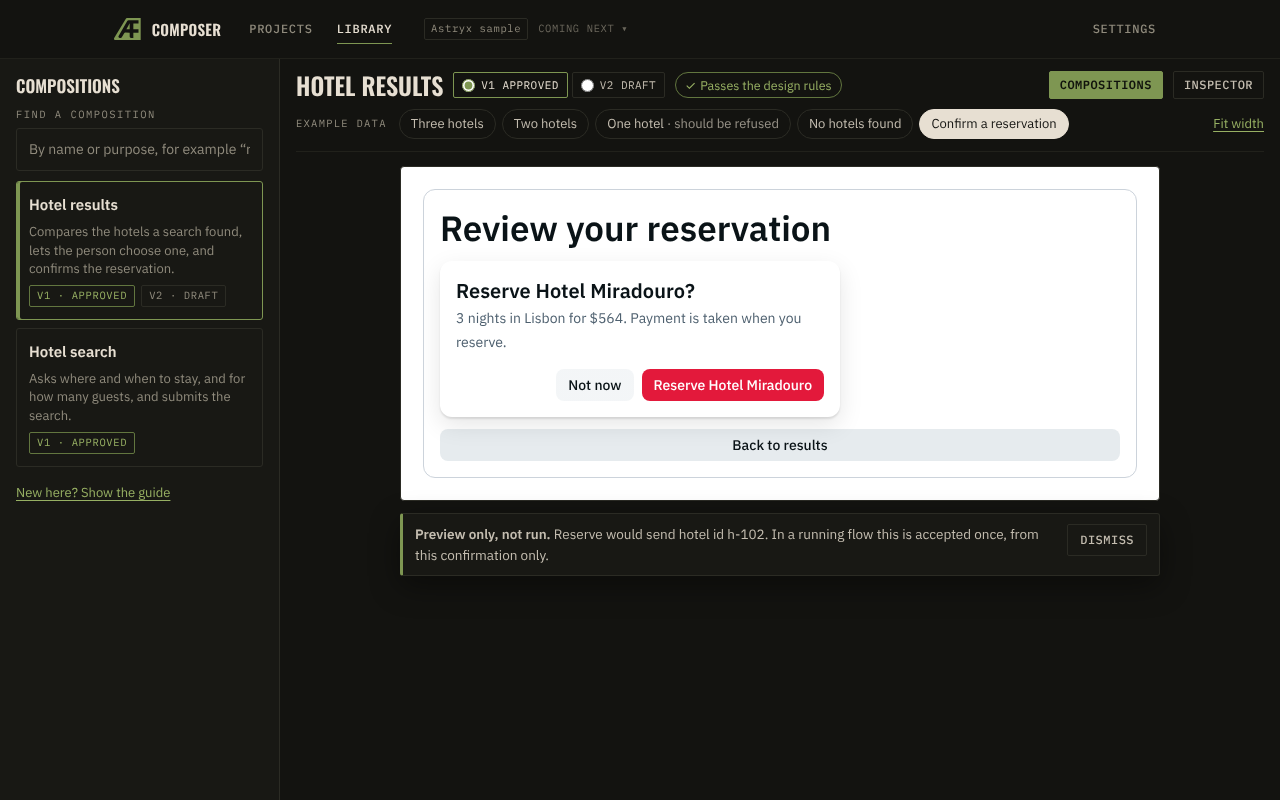 Æ COMPOSER PROJECTS LIBRARY Astryx sample COMING NEXT ▾ SETTINGS
COMPOSITIONS
FIND A COMPOSITION
By name or purpose, for example “r
Hotel results
Compares the hotels a search found,
lets the person choose one, and
confirms the reservation.
V1 · APPROVED V2 · DRAFT
Hotel search
Asks where and when to stay, and for
how many guests, and submits the
search.
V1 · APPROVED
New here? Show the guide
HOTEL RESULTS V1 APPROVED V2 DRAFT ✓ Passes the design rules COMPOSITIONS INSPECTOR
EXAMPLE DATA Three hotels Two hotels One hotel · should be refused No hotels found Confirm a reservation Fit width
Review your reservation
Reserve Hotel Miradouro?
3 nights in Lisbon for $564. Payment is taken when you
reserve.
Not now Reserve Hotel Miradouro
Back to results
Preview only, not run. Reserve would send hotel id h-102. In a running flow this is accepted once, from
this confirmation only.
DISMISS